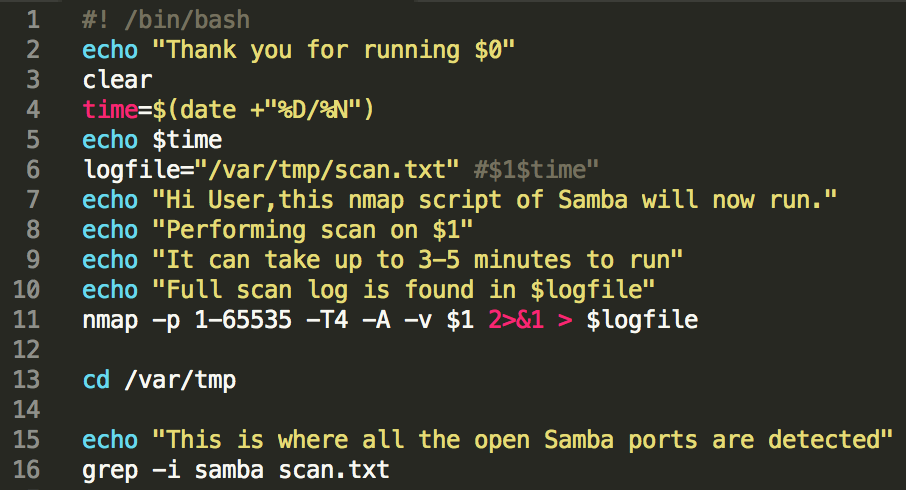 1 #! /bin/bash
2 echo "Thank you for running $0"
3 clear
4 time=$(date +"%D/%N")
5 echo $time
6 logfile="/var/tmp/scan.txt" #$1$time"
7 echo "Hi User,this nmap script of Samba will now run."
8 echo "Performing scan on $1"
9 echo "It can take up to 3-5 minutes to run"
10 echo "Full scan log is found in $logfile"
11 nmap -p 1-65535 -T4 -A -v $1 2>&1 > $logfile
12
13 cd /var/tmp
14
15 echo "This is where all the open Samba ports are detected"
16 grep -i samba scan.txt